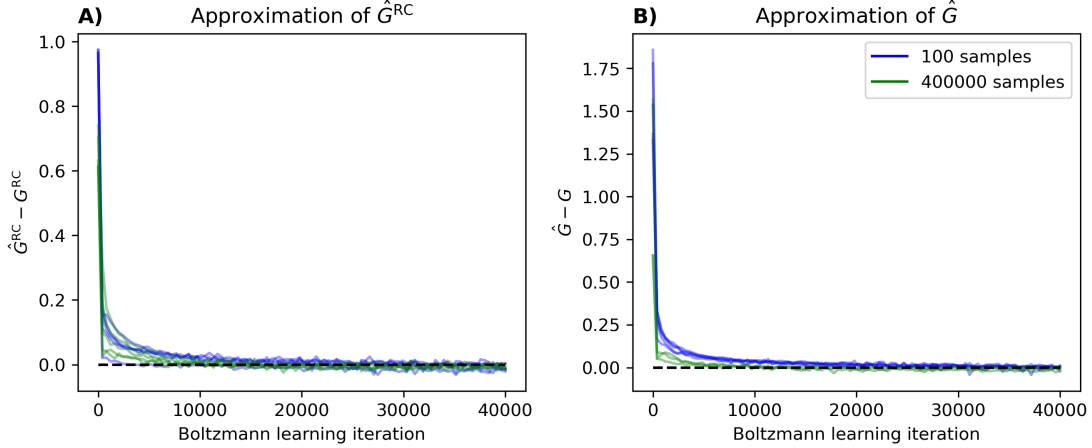 A) Approximation of Ĝ^RC
1.0
0.8
0.6
0.4
0.2
0.0
Ĝ^RC − G^RC
0 10000 20000 30000 40000
Boltzmann learning iteration
B) Approximation of Ĝ
100 samples
400000 samples
1.75
1.50
1.25
1.00
0.75
0.50
0.25
0.00
Ĝ − G
0 10000 20000 30000 40000
Boltzmann learning iteration